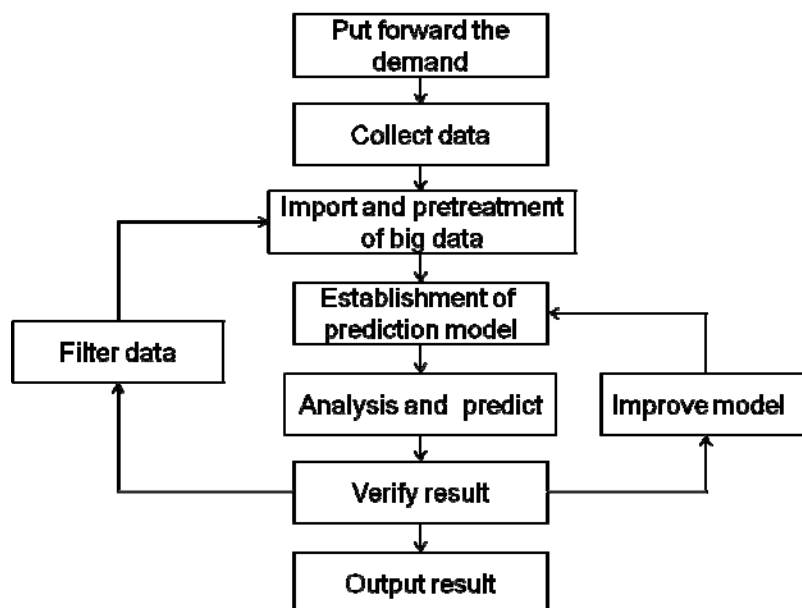 Put forward the
demand
Collect data
Import and pretreatment
of big data
Establishment of
prediction model
Filter data
Analysis and predict
Improve model
Verify result
Output result